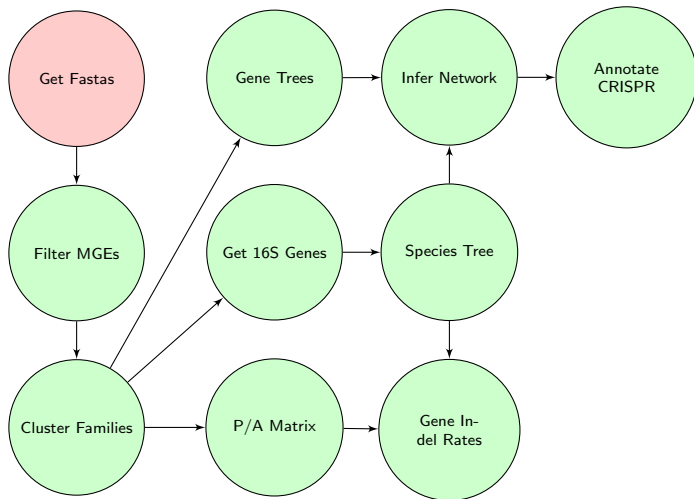 Get Fastas
Gene Trees
Infer Network
Annotate
CRISPR
Filter MGEs
Get 16S Genes
Species Tree
Cluster Families
P/A Matrix
Gene In-
del Rates